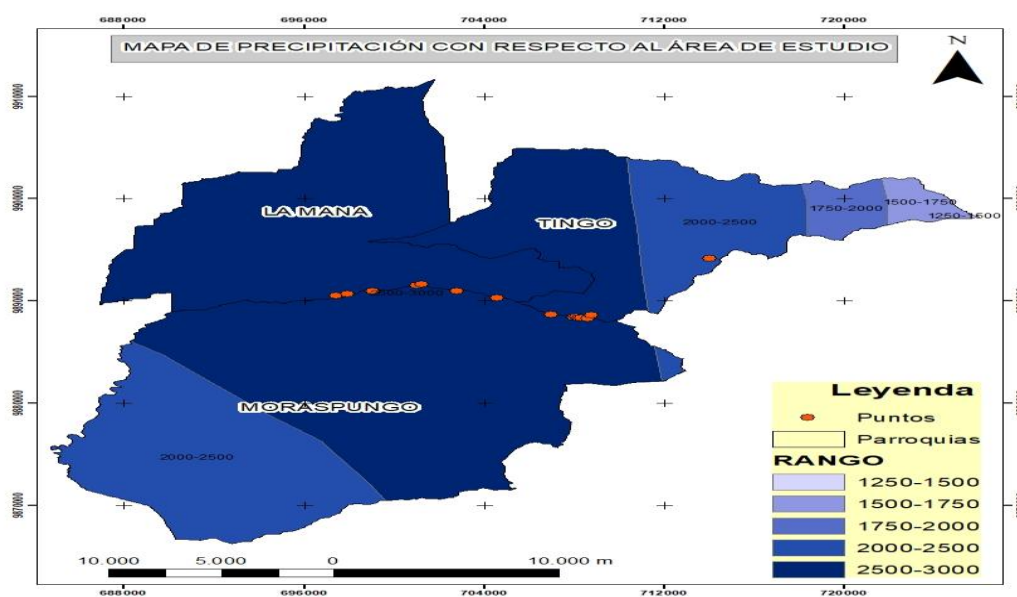 688000 696000 704000 712000 720000
MAPA DE PRECIPITACIÓN CON RESPECTO AL ÁREA DE ESTUDIO
N
9910000
LA MANA
9900000
TINGO
2000-2500
1750-2000
1500-1750
1250-1500
9890000
2500-3000
9880000
MORASPUNGO
2000-2500
9870000
Leyenda
Puntos
Parroquias
RANGO
1250-1500
1500-1750
1750-2000
2000-2500
2500-3000
10.000 5.000 0 10.000 m
688000 696000 704000 712000 720000